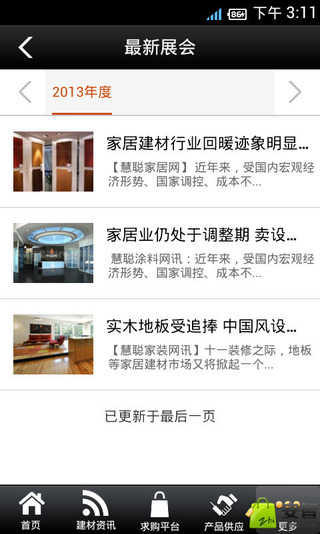 86%
下午 3:11
最新展会
2013年度
家居建材行业回暖迹象明显...
【慧聪家居网】近年来，受国内宏观经
济形势、国家调控、成本不...
家居业仍处于调整期 卖设...
慧聪涂料网讯：近年来，受国内宏观经
济形势、国家调控、成本不...
实木地板受追捧 中国风设...
【慧聪家装网讯】十一装修之际，地板
等家居建材市场又将掀起一个...
已更新于最后一页
首页
建材资讯
求购平台
产品供应
更多